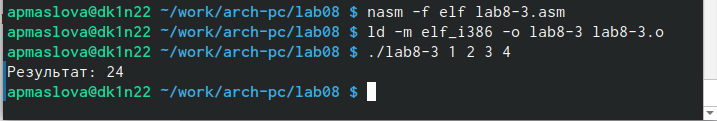 apmaslova@dk1n22 ~/work/arch-pc/lab08 $ nasm -f elf lab8-3.asm
apmaslova@dk1n22 ~/work/arch-pc/lab08 $ ld -m elf_i386 -o lab8-3 lab8-3.o
apmaslova@dk1n22 ~/work/arch-pc/lab08 $ ./lab8-3 1 2 3 4
Результат: 24
apmaslova@dk1n22 ~/work/arch-pc/lab08 $